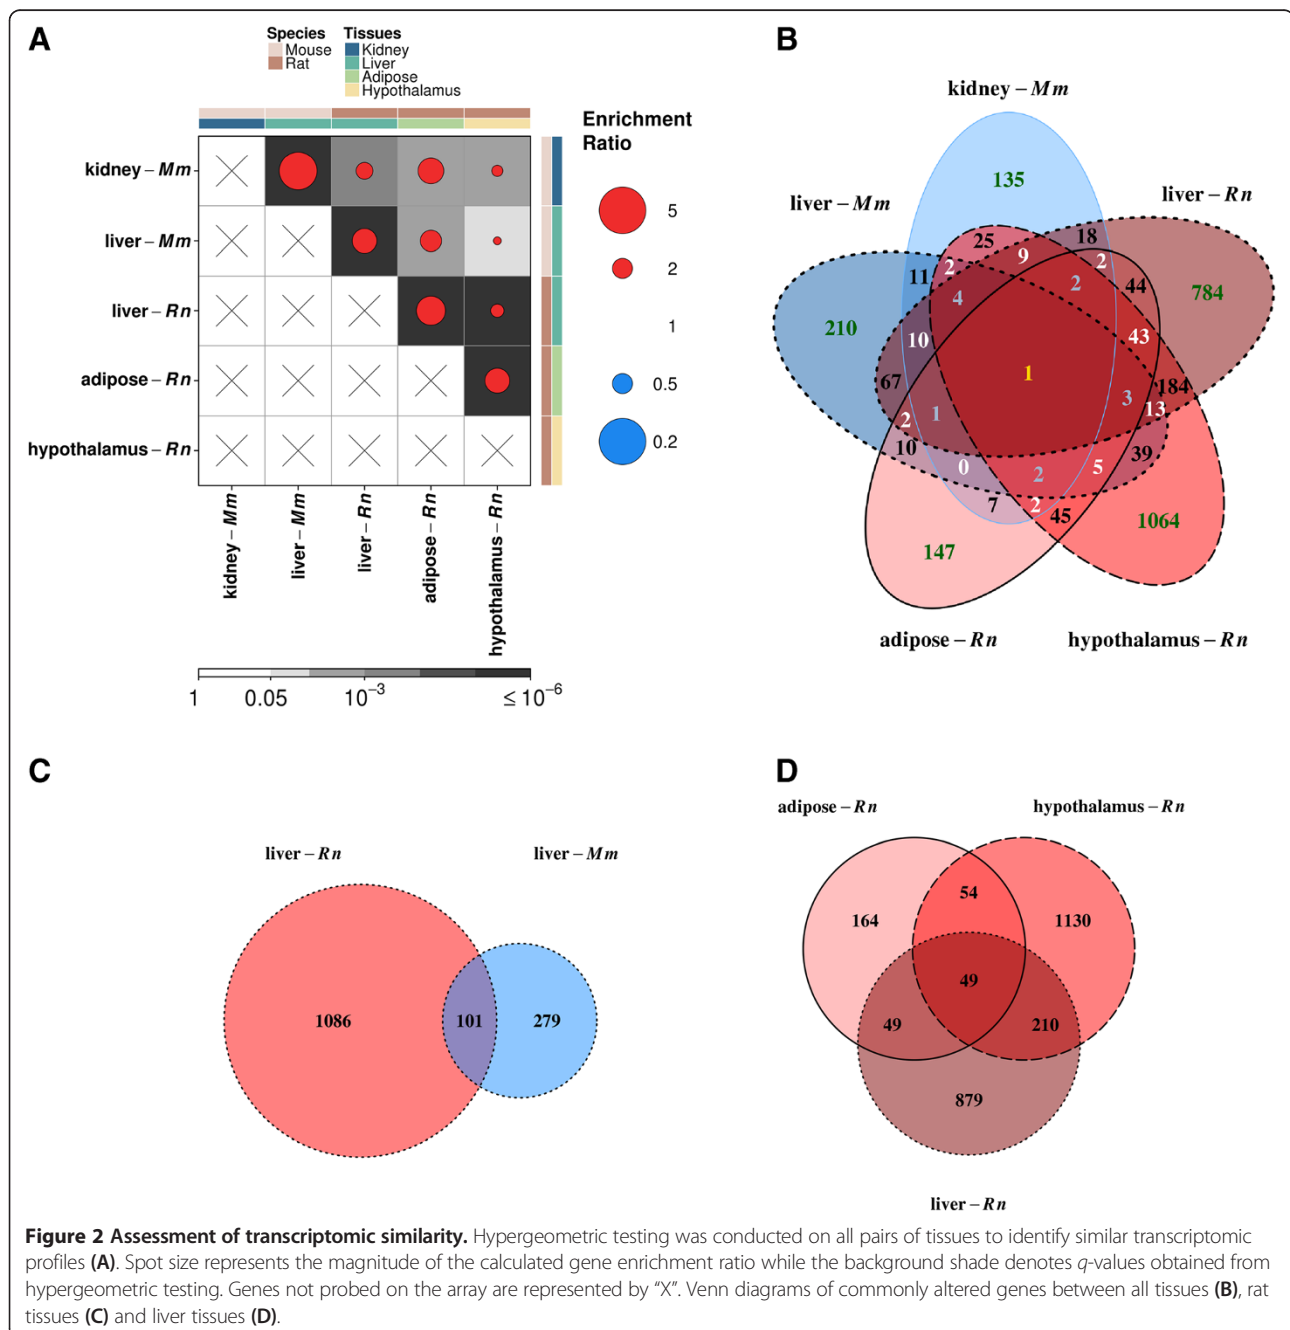 A
Species
Mouse
Rat
Tissues
Kidney
Liver
Adipose
Hypothalamus
kidney – Mm
liver – Mm
liver – Rn
adipose – Rn
hypothalamus – Rn
kidney – Mm
liver – Mm
liver – Rn
adipose – Rn
hypothalamus – Rn
1 0.05 10⁻³ ≤ 10⁻⁶
Enrichment
Ratio
5
2
1
0.5
0.2
B
kidney – Mm
liver – Mm
liver – Rn
adipose – Rn
hypothalamus – Rn
135
25
18
2
9
2
11
4
2
44
784
210
10
43
67
1
3
184
2
1
13
10
0
2
5
39
7
2
45
1064
147
C
liver – Rn
liver – Mm
1086
101
279
D
adipose – Rn
hypothalamus – Rn
54
164
1130
49
49
210
879
liver – Rn
Figure 2 Assessment of transcriptomic similarity. Hypergeometric testing was conducted on all pairs of tissues to identify similar transcriptomic
profiles (A). Spot size represents the magnitude of the calculated gene enrichment ratio while the background shade denotes q-values obtained from
hypergeometric testing. Genes not probed on the array are represented by “X”. Venn diagrams of commonly altered genes between all tissues (B), rat
tissues (C) and liver tissues (D).